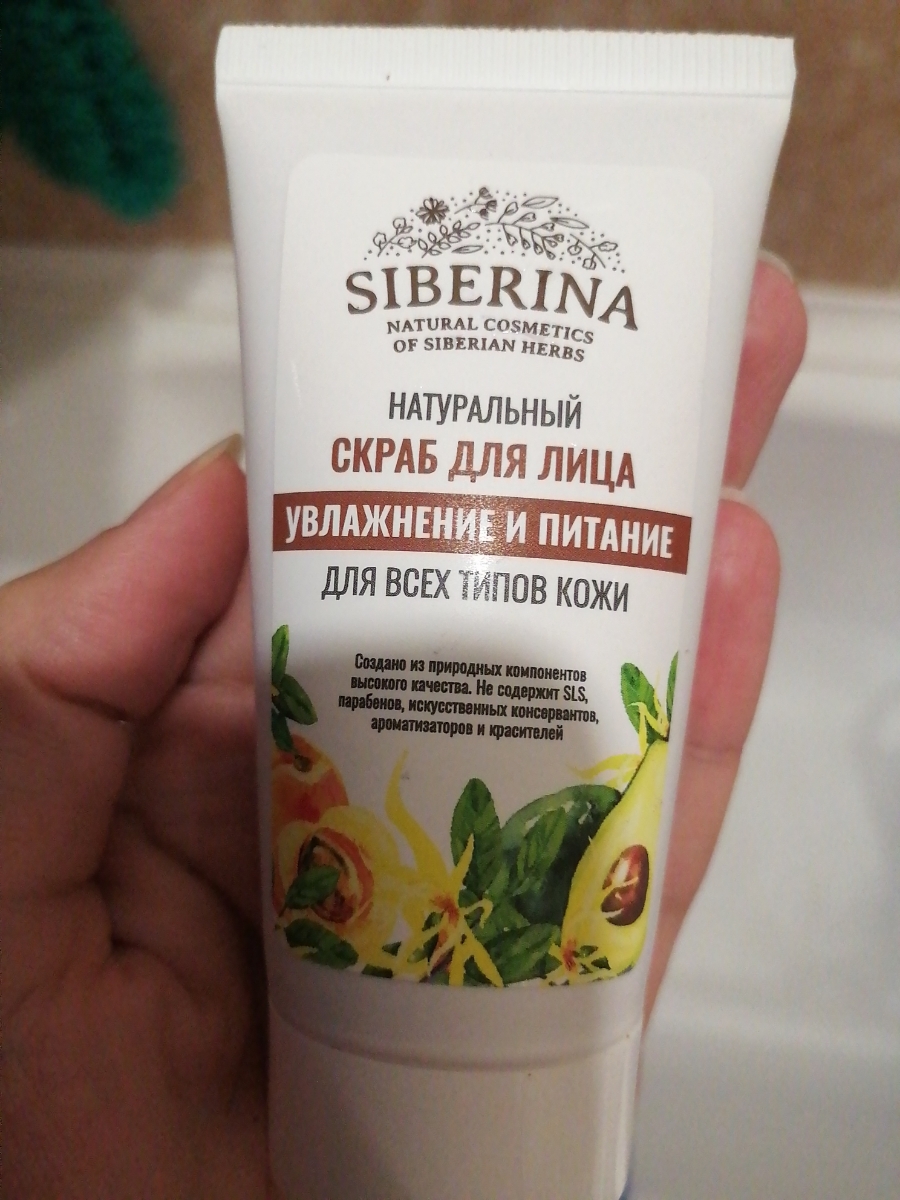 SIBERINA
NATURAL COSMETICS
OF SIBERIAN HERBS
НАТУРАЛЬНЫЙ
СКРАБ ДЛЯ ЛИЦА
УВЛАЖНЕНИЕ И ПИТАНИЕ
ДЛЯ ВСЕХ ТИПОВ КОЖИ
Создано из природных компонентов
высокого качества. Не содержит SLS,
парабенов, искусственных консервантов,
ароматизаторов и красителей